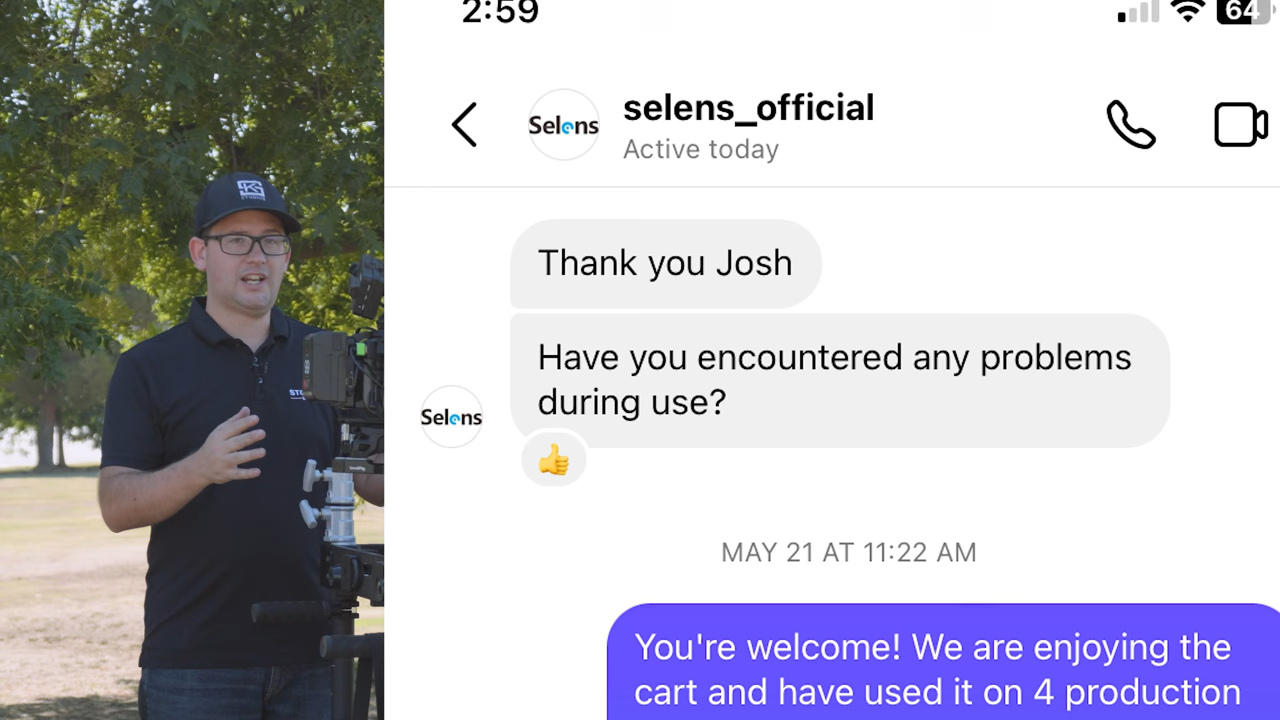 2:59
64
Selens
selens_official
Active today
Thank you Josh
Have you encountered any problems
during use?
Selens
MAY 21 AT 11:22 AM
You're welcome! We are enjoying the
cart and have used it on 4 production